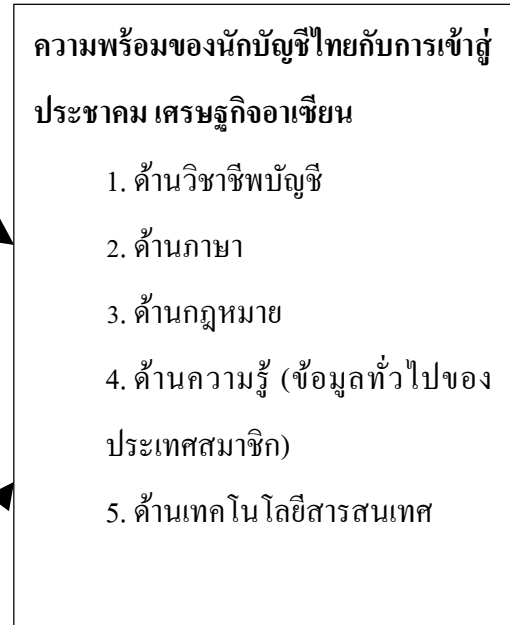 ความพร้อมของนักบัญชีไทยกับการเข้าสู่
ประชาคม เศรษฐกิจอาเซียน
1. ด้านวิชาชีพบัญชี
2. ด้านภาษา
3. ด้านกฎหมาย
4. ด้านความรู้ (ข้อมูลทั่วไปของ
ประเทศสมาชิก)
5. ด้านเทคโนโลยีสารสนเทศ